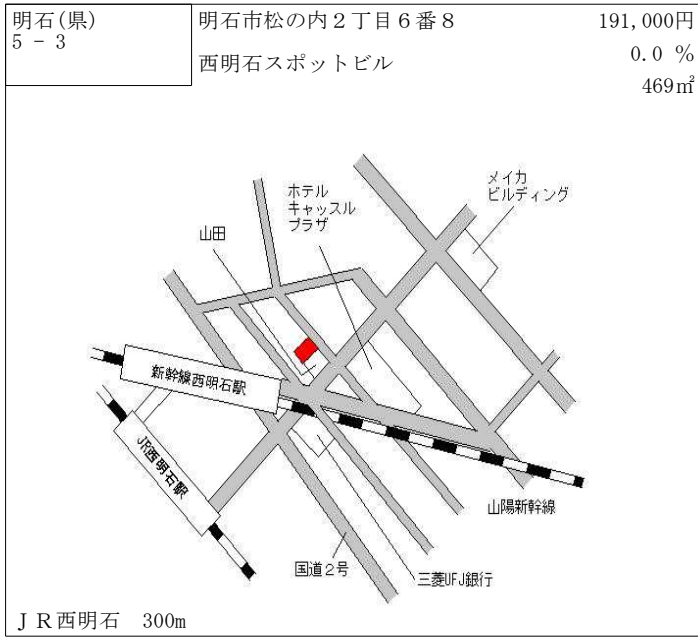 明石(県)
5 - 3
明石市松の内２丁目６番８
191,000円
西明石スポットビル
0.0 %
469㎡
メイカ
ビルディング
ホテル
キャッスル
プラザ
山田
新幹線西明石駅
JR西明石駅
山陽新幹線
国道２号
三菱UFJ銀行
ＪＲ西明石　300m